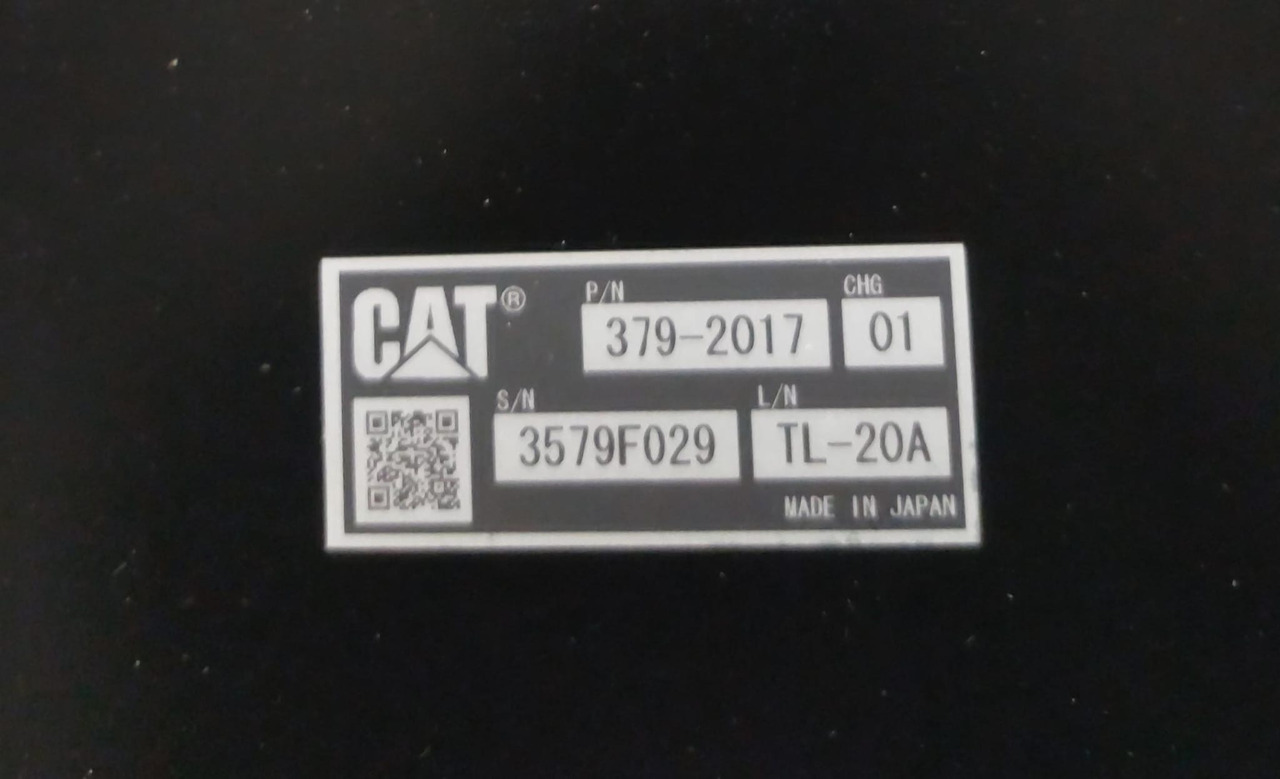 CAT®
P/N CHG
379-2017 01
S/N L/N
3579F029 TL-20A
MADE IN JAPAN